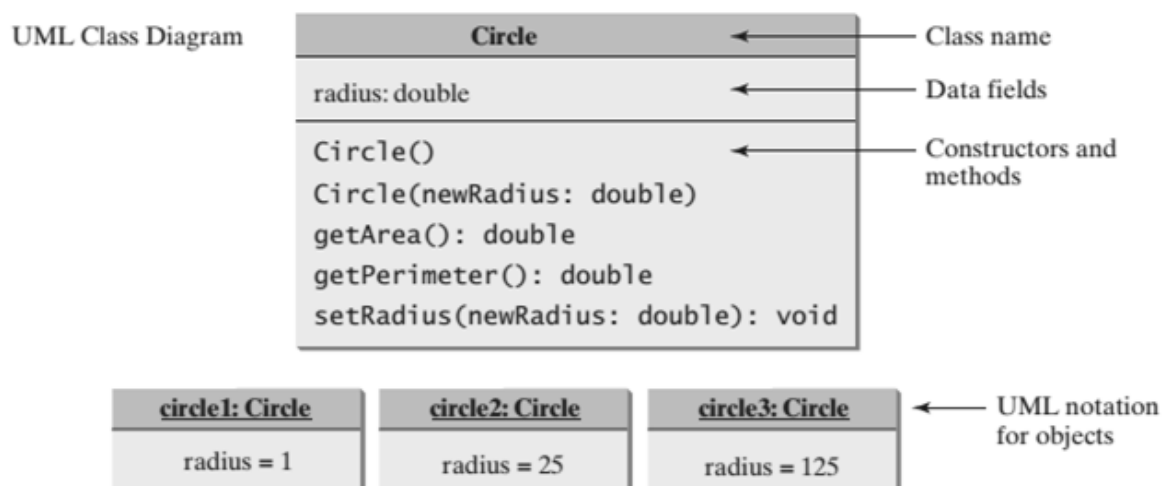 UML Class Diagram
Circle
Class name
radius: double
Data fields
Circle()
Constructors and
methods
Circle(newRadius: double)
getArea(): double
getPerimeter(): double
setRadius(newRadius: double): void
circle1: Circle
circle2: Circle
circle3: Circle
UML notation
for objects
radius = 1
radius = 25
radius = 125